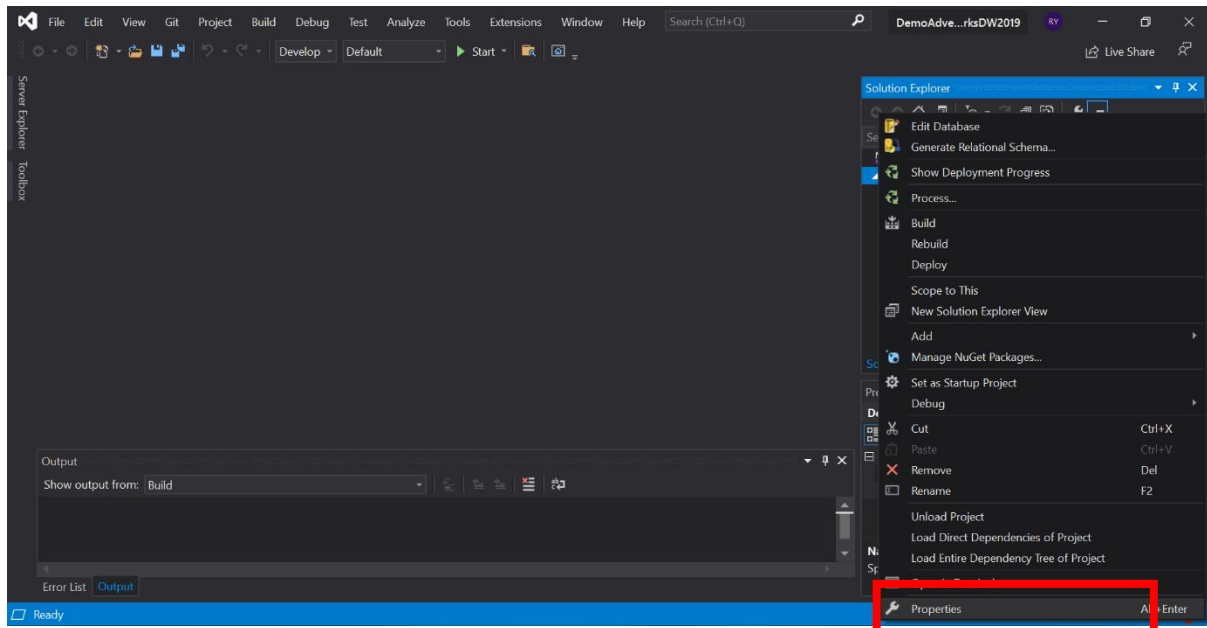 File Edit View Git Project Build Debug Test Analyze Tools Extensions Window Help Search (Ctrl+Q) DemoAdve...rksDW2019 RY
Develop Default Start Live Share
Server Explorer
Toolbox
Solution Explorer
Edit Database
Generate Relational Schema...
Show Deployment Progress
Process...
Build
Rebuild
Deploy
Scope to This
New Solution Explorer View
Add
Manage NuGet Packages...
Set as Startup Project
Debug
Cut Ctrl+X
Paste Ctrl+V
Remove Del
Rename F2
Unload Project
Load Direct Dependencies of Project
Load Entire Dependency Tree of Project
Properties
Output
Show output from: Build
Error List Output
Ready